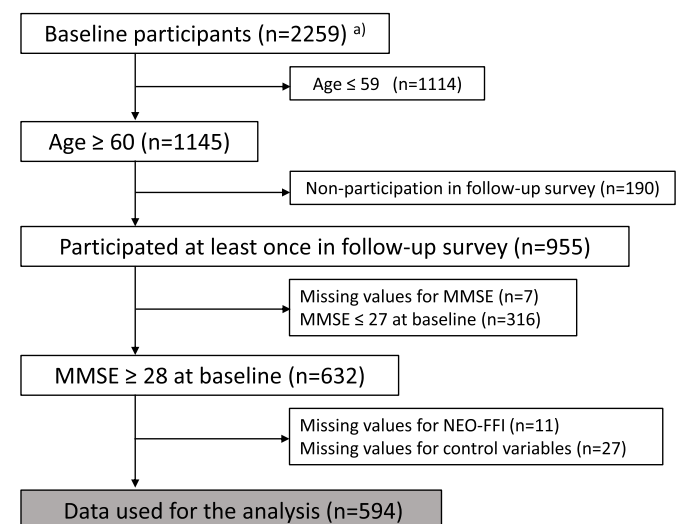 Baseline participants (n=2259) a)
Age ≤ 59 (n=1114)
Age ≥ 60 (n=1145)
Non-participation in follow-up survey (n=190)
Participated at least once in follow-up survey (n=955)
Missing values for MMSE (n=7)
MMSE ≤ 27 at baseline (n=316)
MMSE ≥ 28 at baseline (n=632)
Missing values for NEO-FFI (n=11)
Missing values for control variables (n=27)
Data used for the analysis (n=594)